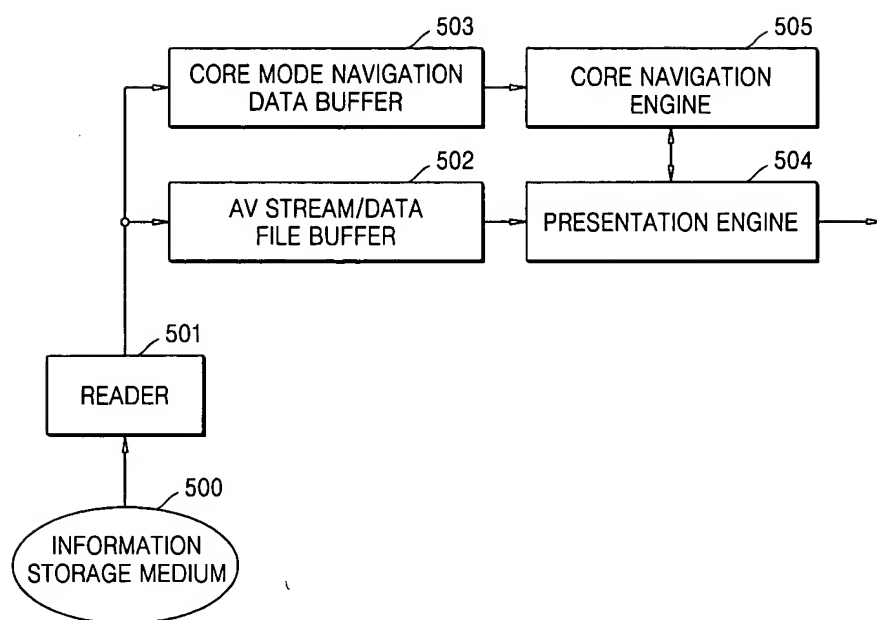 503
CORE MODE NAVIGATION
DATA BUFFER
505
CORE NAVIGATION
ENGINE
502
AV STREAM/DATA
FILE BUFFER
504
PRESENTATION ENGINE
501
READER
500
INFORMATION
STORAGE MEDIUM